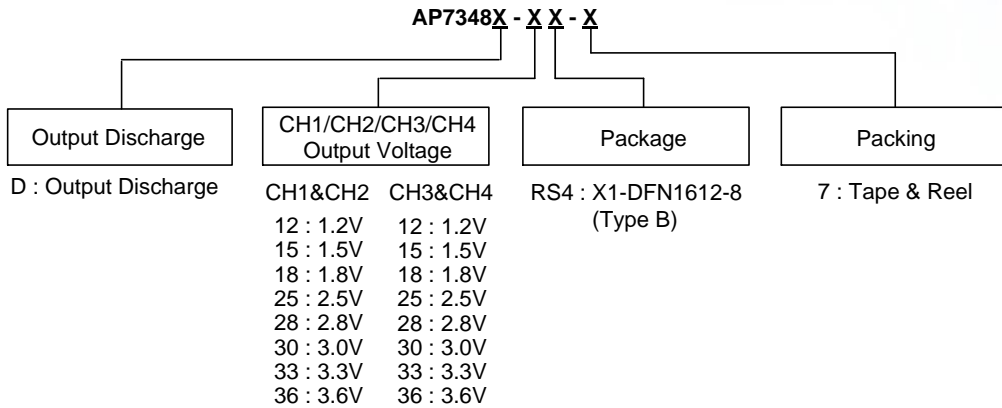 AP7348X - X X - X
Output Discharge
D : Output Discharge
CH1/CH2/CH3/CH4
Output Voltage
CH1&CH2 CH3&CH4
12 : 1.2V 12 : 1.2V
15 : 1.5V 15 : 1.5V
18 : 1.8V 18 : 1.8V
25 : 2.5V 25 : 2.5V
28 : 2.8V 28 : 2.8V
30 : 3.0V 30 : 3.0V
33 : 3.3V 33 : 3.3V
36 : 3.6V 36 : 3.6V
Package
RS4 : X1-DFN1612-8
(Type B)
Packing
7 : Tape & Reel